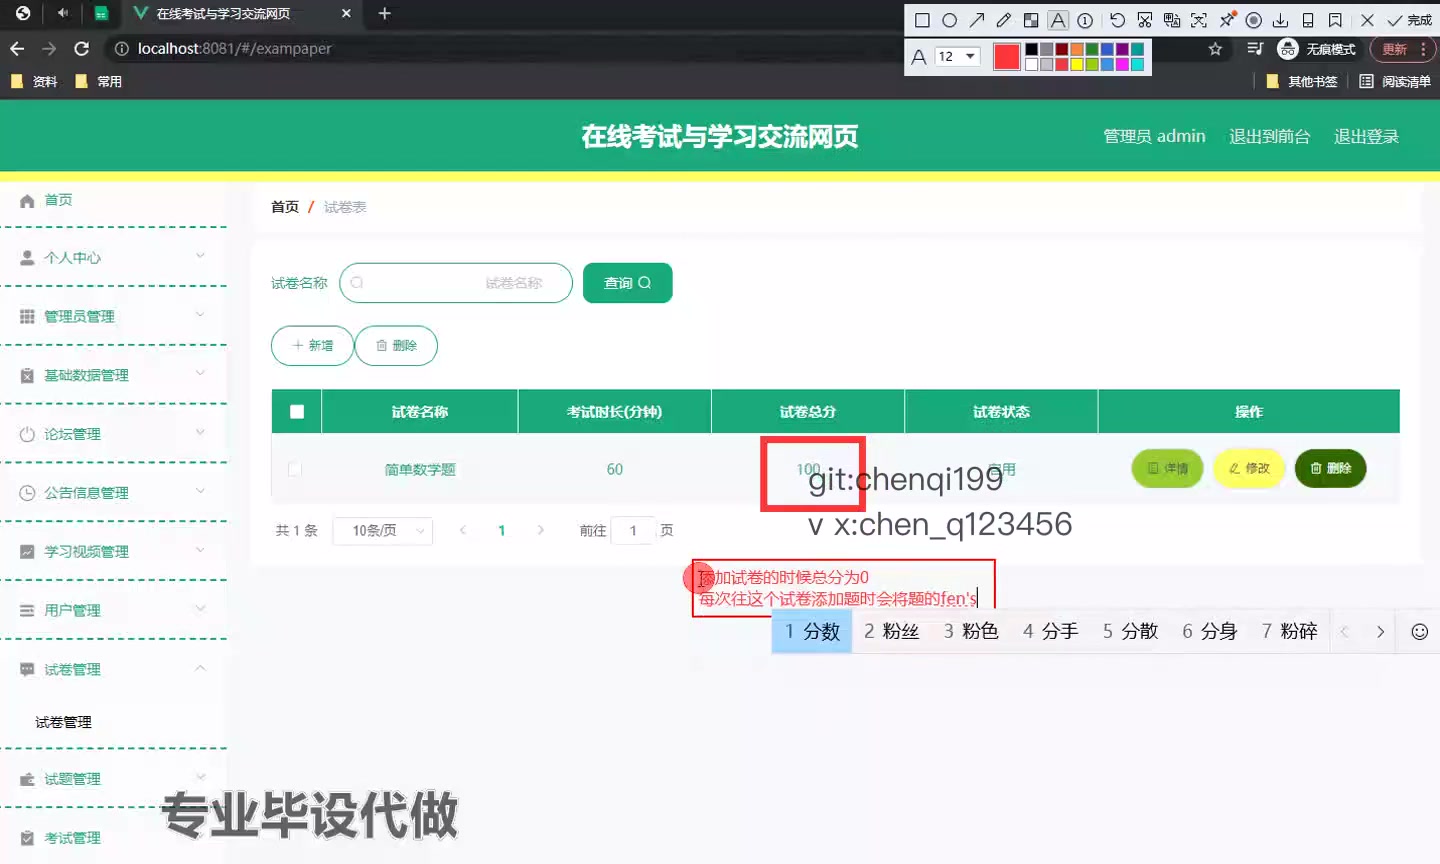 在线考试与学习交流网页
12
完成
localhost:8081/#/exampaper
无痕模式
更新
资料
常用
其他书签
阅读清单
在线考试与学习交流网页
管理员 admin
退出到前台
退出登录
首页
个人中心
管理员管理
基础数据管理
论坛管理
公告信息管理
学习视频管理
用户管理
试卷管理
试卷管理
试题管理
考试管理
首页 / 试卷表
试卷名称
试卷名称
查询
新增
删除
试卷名称
考试时长(分钟)
试卷总分
试卷状态
操作
简单数学题
60
100
启用
详情
修改
删除
git:chenqi199
共 1 条
10条/页
1
前往
1
页
v x:chen_q123456
添加试卷的时候总分为0
每次往这个试卷添加题时会将题的fen's
1 分数
2 粉丝
3 粉色
4 分手
5 分散
6 分身
7 粉碎
专业毕设代做